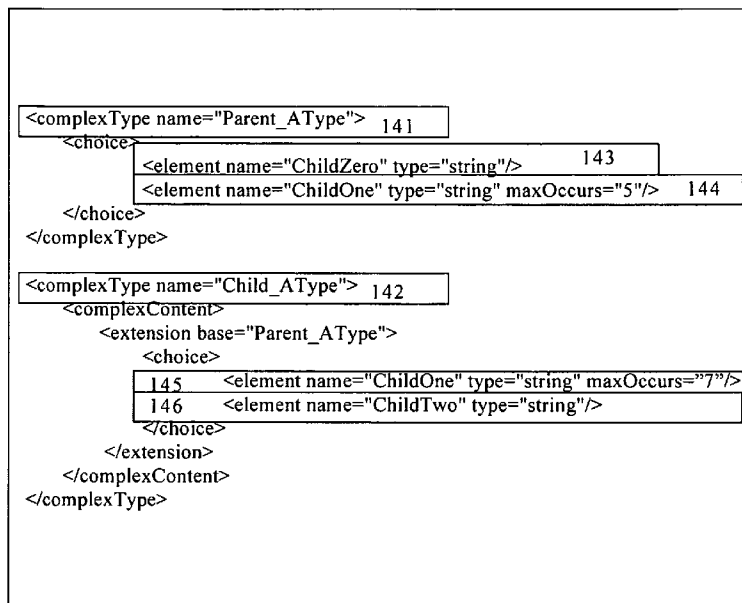 <complexType name="Parent_AType"> 141
<choice>
<element name="ChildZero" type="string"/> 143
<element name="ChildOne" type="string" maxOccurs="5"/> 144
</choice>
</complexType>
<complexType name="Child_AType"> 142
<complexContent>
<extension base="Parent_AType">
<choice>
145 <element name="ChildOne" type="string" maxOccurs=”7”/>
146 <element name="ChildTwo" type="string"/>
</choice>
</extension>
</complexContent>
</complexType>